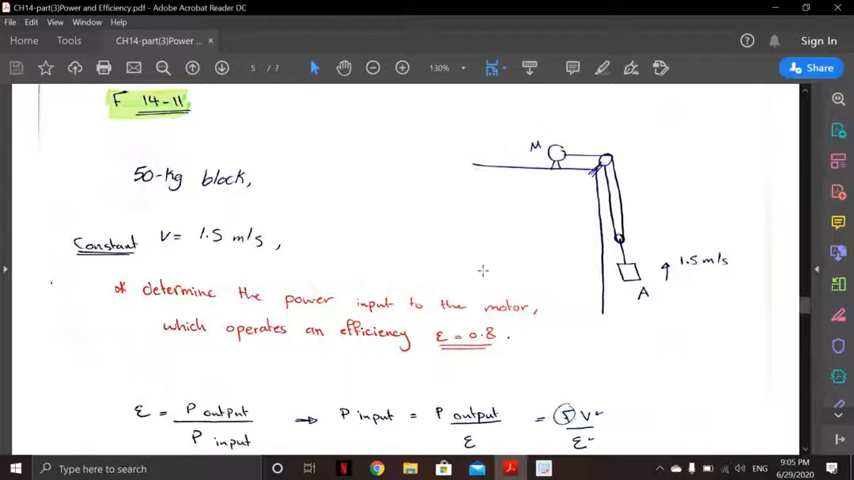 CH14-part(3)Power and Efficiency.pdf - Adobe Acrobat Reader DC
File Edit View Window Help
Home Tools CH14-part(3)Power ... × Sign In
5 / 7 130% Share
F 14-11
M
50-kg block,
Constant V = 1.5 m/s,
↑ 1.5 m/s
A
* determine the power input to the motor,
which operates an efficiency ε = 0.8.
ε = P output / P input → P input = P output / ε = F V / ε
Type here to search
ENG 9:05 PM 6/29/2020